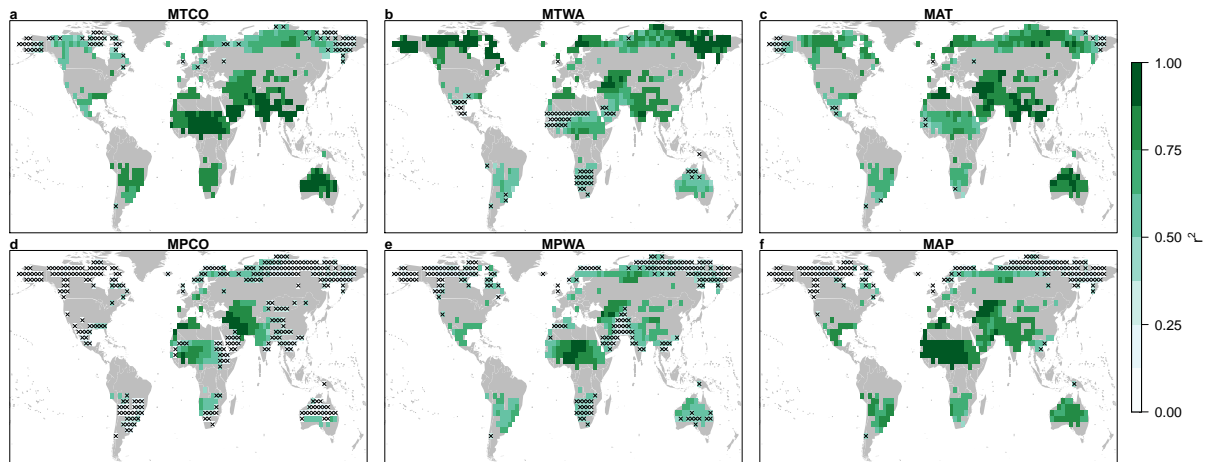 a MTCO
b MTWA
c MAT
d MPCO
e MPWA
f MAP
1.00
0.75
0.50
0.25
0.00
r²